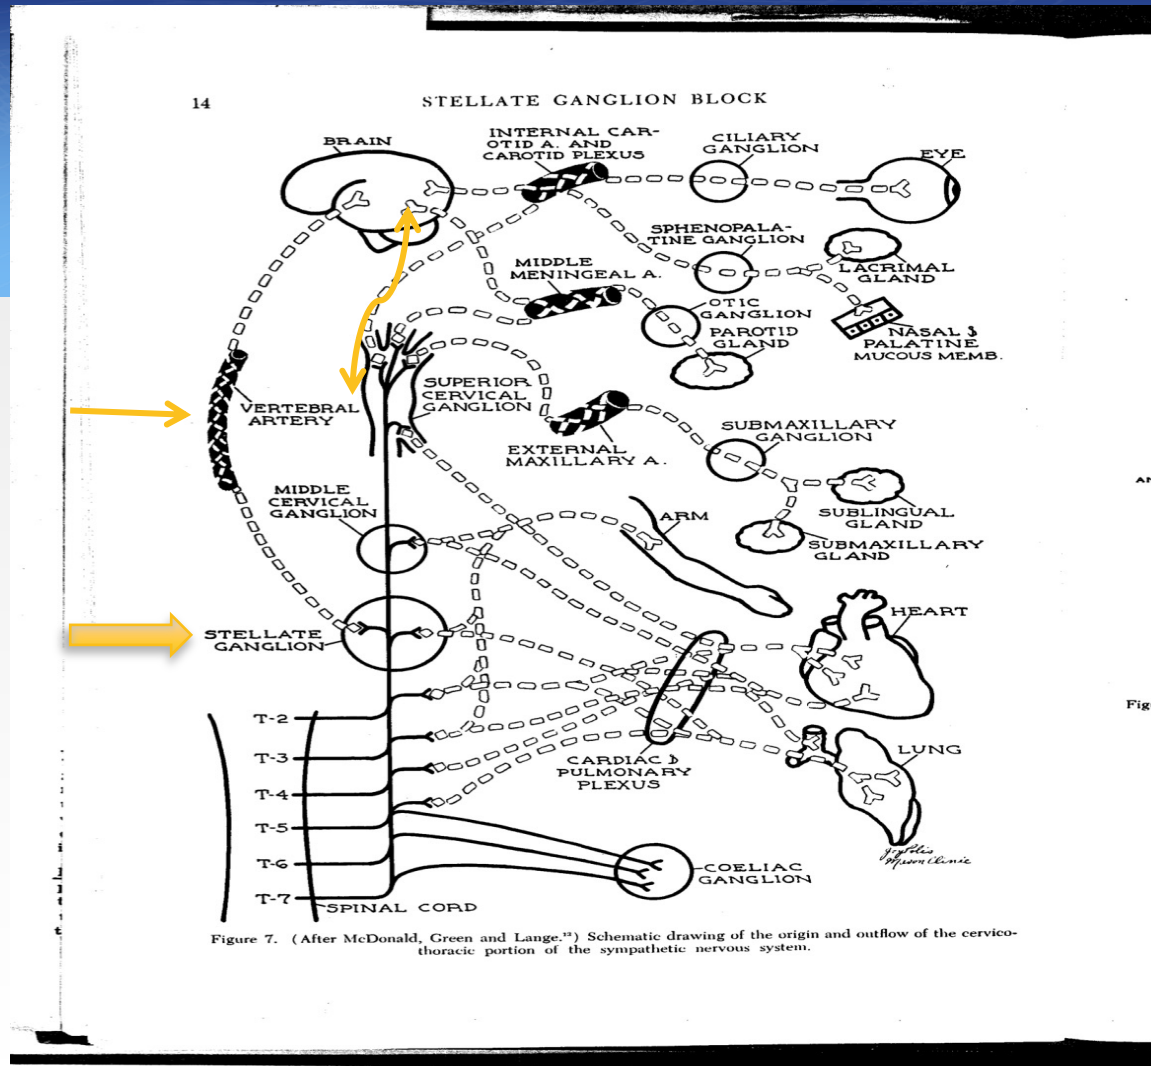 14
STELLATE GANGLION BLOCK
BRAIN
INTERNAL CAR-
OTID A. AND
CAROTID PLEXUS
CILIARY
GANGLION
EYE
SPHENOPALA-
TINE GANGLION
LACRIMAL
GLAND
MIDDLE
MENINGEAL A.
OTIC
GANGLION
PAROTID
GLAND
NASAL &
PALATINE
MUCOUS MEMB.
SUPERIOR
CERVICAL
GANGLION
VERTEBRAL
ARTERY
EXTERNAL
MAXILLARY A.
SUBMAXILLARY
GANGLION
SUBLINGUAL
GLAND
SUBMAXILLARY
GLAND
MIDDLE
CERVICAL
GANGLION
ARM
HEART
STELLATE
GANGLION
T-2
T-3
T-4
T-5
T-6
T-7
SPINAL CORD
CARDIAC &
PULMONARY
PLEXUS
LUNG
COELIAC
GANGLION
Figure 7. (After McDonald, Green and Lange.¹²) Schematic drawing of the origin and outflow of the cervico-
thoracic portion of the sympathetic nervous system.